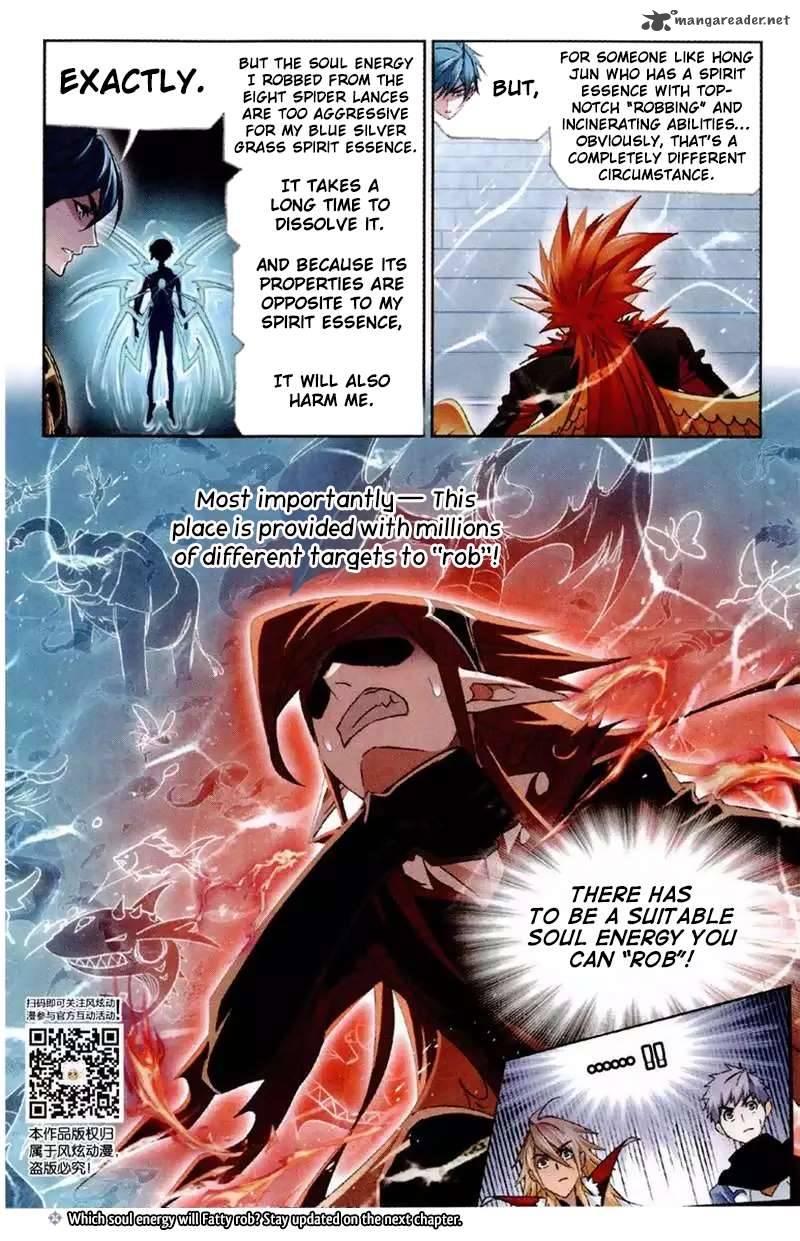 mangareader.net
EXACTLY.
BUT THE SOUL ENERGY
I ROBBED FROM THE
EIGHT SPIDER LANCES
ARE TOO AGGRESSIVE
FOR MY BLUE SILVER
GRASS SPIRIT ESSENCE.
IT TAKES A
LONG TIME TO
DISSOLVE IT.
AND BECAUSE ITS
PROPERTIES ARE
OPPOSITE TO MY
SPIRIT ESSENCE,
IT WILL ALSO
HARM ME.
BUT,
FOR SOMEONE LIKE HONG
JUN WHO HAS A SPIRIT
ESSENCE WITH TOP-
NOTCH "ROBBING" AND
INCINERATING ABILITIES...
OBVIOUSLY, THAT'S A
COMPLETELY DIFFERENT
CIRCUMSTANCE.
Most importantly— This
place is provided with millions
of different targets to "rob"!
THERE HAS
TO BE A SUITABLE
SOUL ENERGY YOU
CAN "ROB"!
....... !!
扫码即可关注风炫动
漫参与官方互动活动。
本作品版权归
属于风炫动漫,
盗版必究!
Which soul energy will Fatty rob? Stay updated on the next chapter.